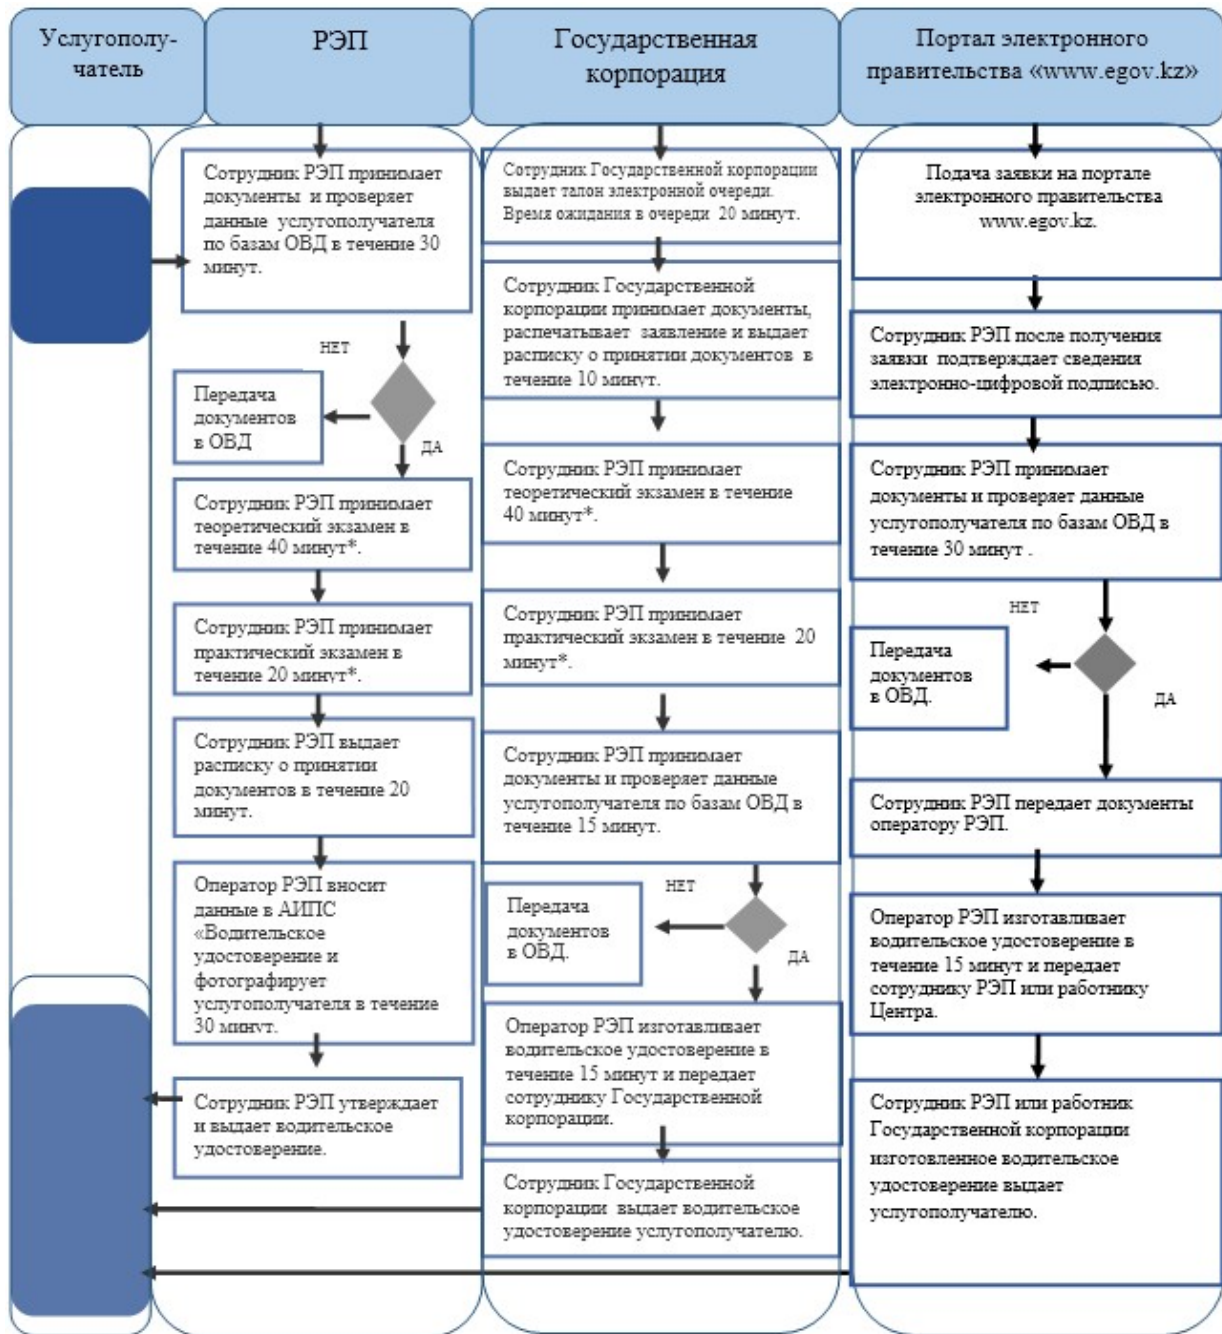 Услугополу-
чатель
РЭП
Государственная
корпорация
Портал электронного
правительства «www.egov.kz»
Сотрудник РЭП принимает
документы и проверяет
данные услугополучателя
по базам ОВД в течение 30
минут.
НЕТ
Передача
документов
в ОВД
ДА
Сотрудник РЭП принимает
теоретический экзамен в
течение 40 минут*.
Сотрудник РЭП принимает
практический экзамен в
течение 20 минут*.
Сотрудник РЭП выдает
расписку о принятии
документов в течение 20
минут.
Оператор РЭП вносит
данные в АИПС
«Водительское
удостоверение и
фотографирует
услугополучателя в течение
30 минут.
Сотрудник РЭП утверждает
и выдает водительское
удостоверение.
Сотрудник Государственной корпорации
выдает талон электронной очереди.
Время ожидания в очереди 20 минут.
Сотрудник Государственной
корпорации принимает документы,
распечатывает заявление и выдает
расписку о принятии документов в
течение 10 минут.
Сотрудник РЭП принимает
теоретический экзамен в течение
40 минут*.
Сотрудник РЭП принимает
практический экзамен в течение 20
минут*.
Сотрудник РЭП принимает
документы и проверяет данные
услугополучателя по базам ОВД в
течение 15 минут.
НЕТ
Передача
документов
в ОВД.
ДА
Оператор РЭП изготавливает
водительское удостоверение в
течение 15 минут и передает
сотруднику Государственной
корпорации.
Сотрудник Государственной
корпорации выдает водительское
удостоверение услугополучателю.
Подача заявки на портале
электронного правительства
www.egov.kz.
Сотрудник РЭП после получения
заявки подтверждает сведения
электронно-цифровой подписью.
Сотрудник РЭП принимает
документы и проверяет данные
услугополучателя по базам ОВД в
течение 30 минут .
НЕТ
Передача
документов
в ОВД.
ДА
Сотрудник РЭП передает документы
оператору РЭП.
Оператор РЭП изготавливает
водительское удостоверение в
течение 15 минут и передает
сотруднику РЭП или работнику
Центра.
Сотрудник РЭП или работник
Государственной корпорации
изготовленное водительское
удостоверение выдает
услугополучателю.